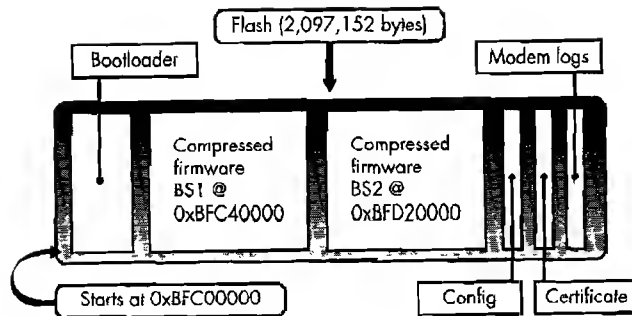 Flash (2,097,152 bytes)
Bootloader
Modem logs
Compressed
firmware
BS1 @
0xBFC40000
Compressed
firmware
BS2 @
0xBFD20000
Starts at 0xBFC00000
Config
Certificate